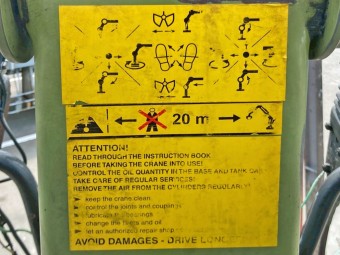 20 m
ATTENTION!
READ THROUGH THE INSTRUCTION BOOK
BEFORE TAKING THE CRANE INTO USE!
CONTROL THE OIL QUANTITY IN THE BASE AND TANK
TAKE CARE OF REGULAR SERVICES!
REMOVE THE AIR FROM THE CYLINDERS REGULARLY!
keep the crane clean
control the joints and couplings
lubricate bearings
change the filters and oil
let an authorized repair shop
AVOID DAMAGES - DRIVE